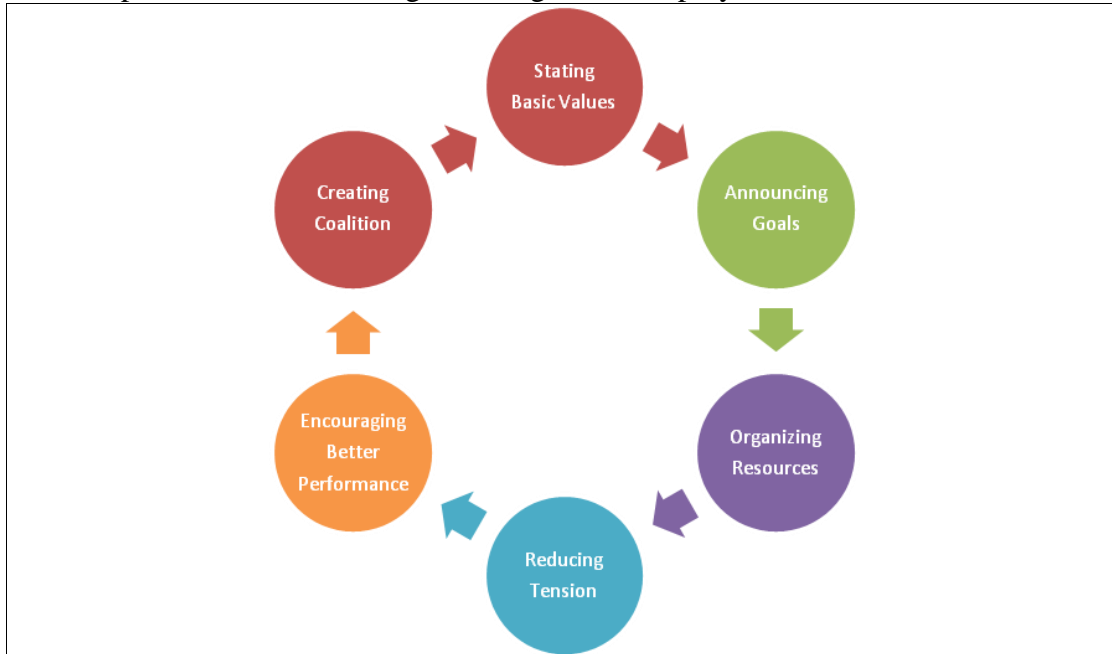 Stating
Basic Values
Announcing
Goals
Organizing
Resources
Reducing
Tension
Encouraging
Better
Performance
Creating
Coalition